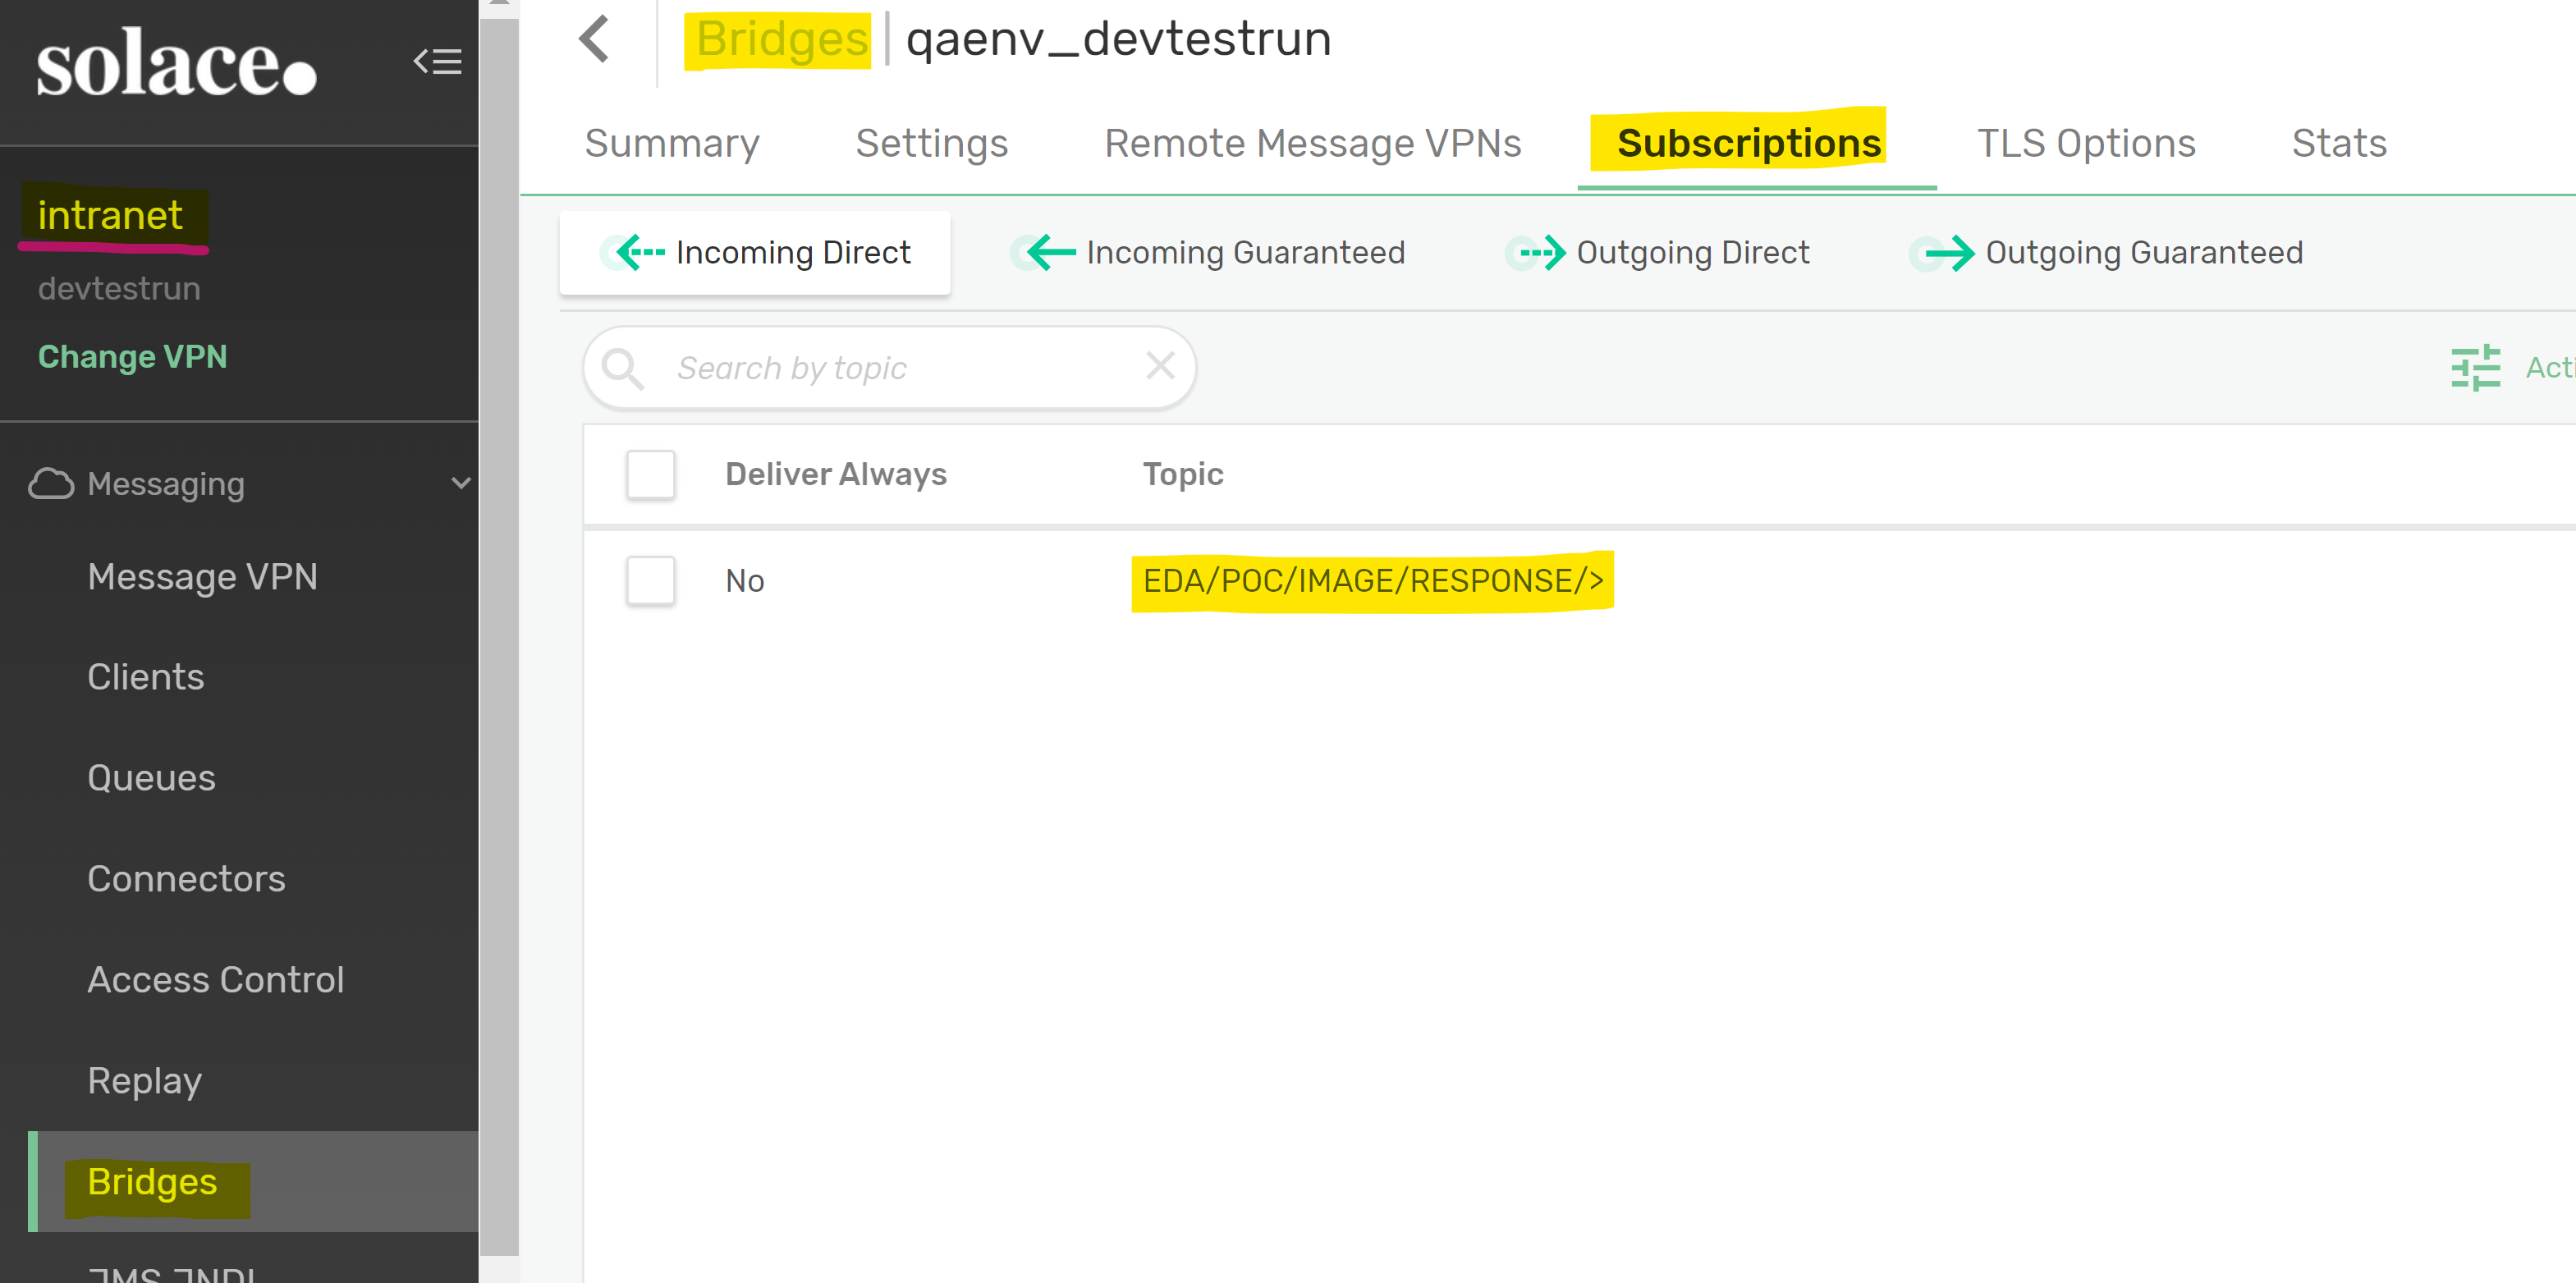 solace.
intranet
devtestrun
Change VPN
Messaging
Message VPN
Clients
Queues
Connectors
Access Control
Replay
Bridges
JMS JNDI
Bridges | qaenv_devtestrun
Summary Settings Remote Message VPNs Subscriptions TLS Options Stats
Incoming Direct Incoming Guaranteed Outgoing Direct Outgoing Guaranteed
Search by topic
Deliver Always Topic
No EDA/POC/IMAGE/RESPONSE/>